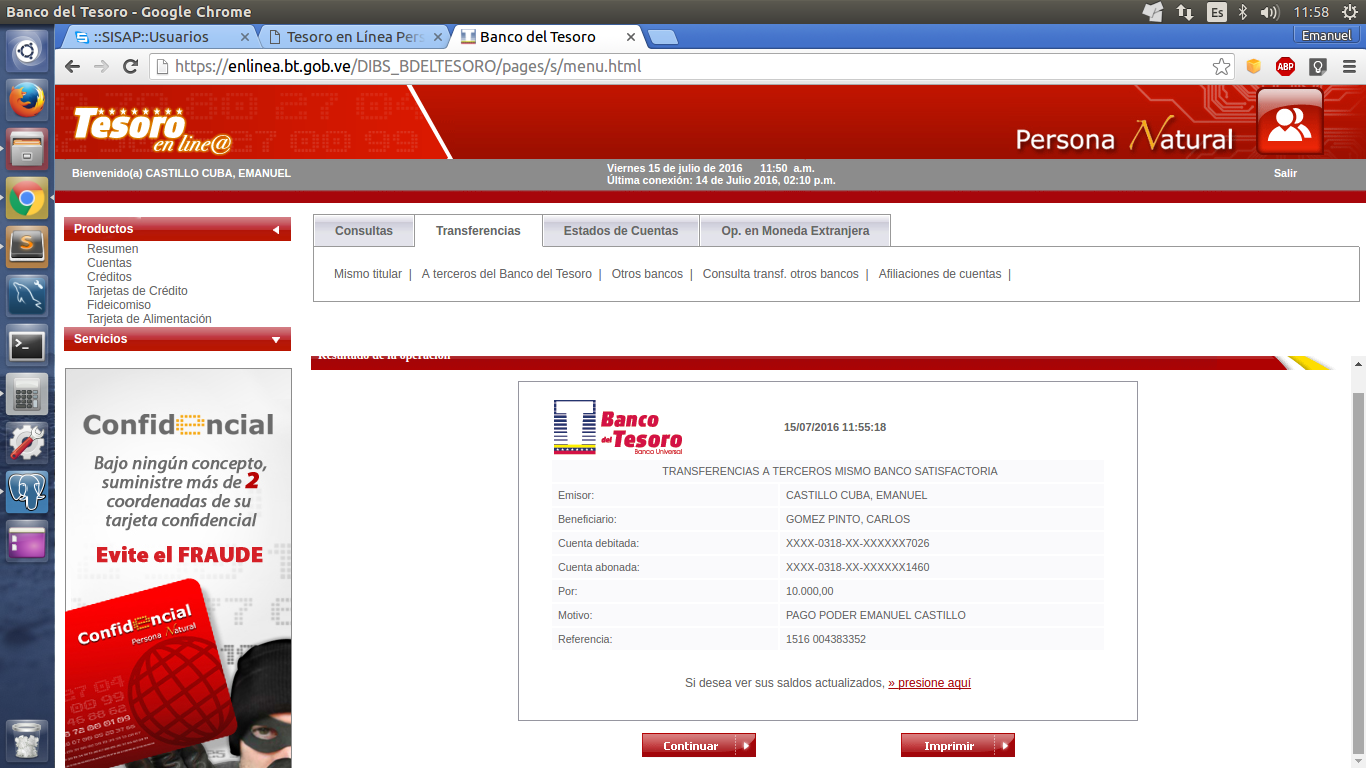 Banco del Tesoro - Google Chrome
Es
11:58
::SISAP::Usuarios
Tesoro en Línea Pers
Banco del Tesoro
Emanuel
https://enlinea.bt.gob.ve/DIBS_BDELTESORO/pages/s/menu.html
ABP
Tesoro
en line@
Persona Natural
Bienvenido(a) CASTILLO CUBA, EMANUEL
Viernes 15 de julio de 2016 11:50 a.m.
Última conexión: 14 de Julio 2016, 02:10 p.m.
Salir
Productos
Resumen
Cuentas
Créditos
Tarjetas de Crédito
Fideicomiso
Tarjeta de Alimentación
Servicios
Consultas
Transferencias
Estados de Cuentas
Op. en Moneda Extranjera
Mismo titular | A terceros del Banco del Tesoro | Otros bancos | Consulta transf. otros bancos | Afiliaciones de cuentas |
Resultado de la operación
Confidencial
Bajo ningún concepto,
suministre más de 2
coordenadas de su
tarjeta confidencial
Evite el FRAUDE
Confidencial
Persona Natural
Banco
del Tesoro
Banco Universal
15/07/2016 11:55:18
TRANSFERENCIAS A TERCEROS MISMO BANCO SATISFACTORIA
Emisor: CASTILLO CUBA, EMANUEL
Beneficiario: GOMEZ PINTO, CARLOS
Cuenta debitada: XXXX-0318-XX-XXXXXX7026
Cuenta abonada: XXXX-0318-XX-XXXXXX1460
Por: 10.000,00
Motivo: PAGO PODER EMANUEL CASTILLO
Referencia: 1516 004383352
Si desea ver sus saldos actualizados, » presione aquí
Continuar
Imprimir